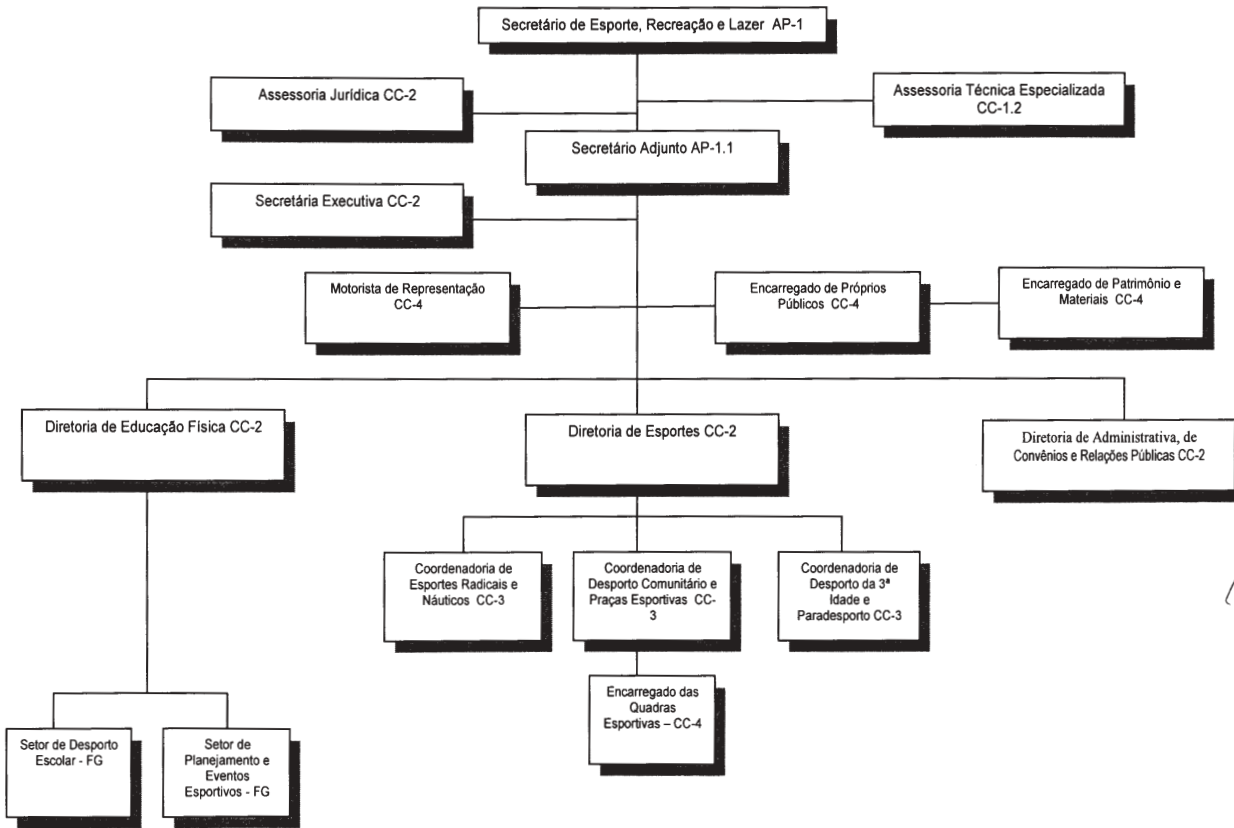 Secretário de Esporte, Recreação e Lazer AP-1
Assessoria Jurídica CC-2
Assessoria Técnica Especializada
CC-1.2
Secretário Adjunto AP-1.1
Secretária Executiva CC-2
Motorista de Representação
CC-4
Encarregado de Próprios
Públicos CC-4
Encarregado de Patrimônio e
Materiais CC-4
Diretoria de Educação Física CC-2
Diretoria de Esportes CC-2
Diretoria de Administrativa, de
Convênios e Relações Públicas CC-2
Coordenadoria de
Esportes Radicais e
Náuticos CC-3
Coordenadoria de
Desporto Comunitário e
Praças Esportivas CC-
3
Coordenadoria de
Desporto da 3ª
Idade e
Paradesporto CC-3
Encarregado das
Quadras
Esportivas – CC-4
Setor de Desporto
Escolar - FG
Setor de
Planejamento e
Eventos
Esportivos - FG